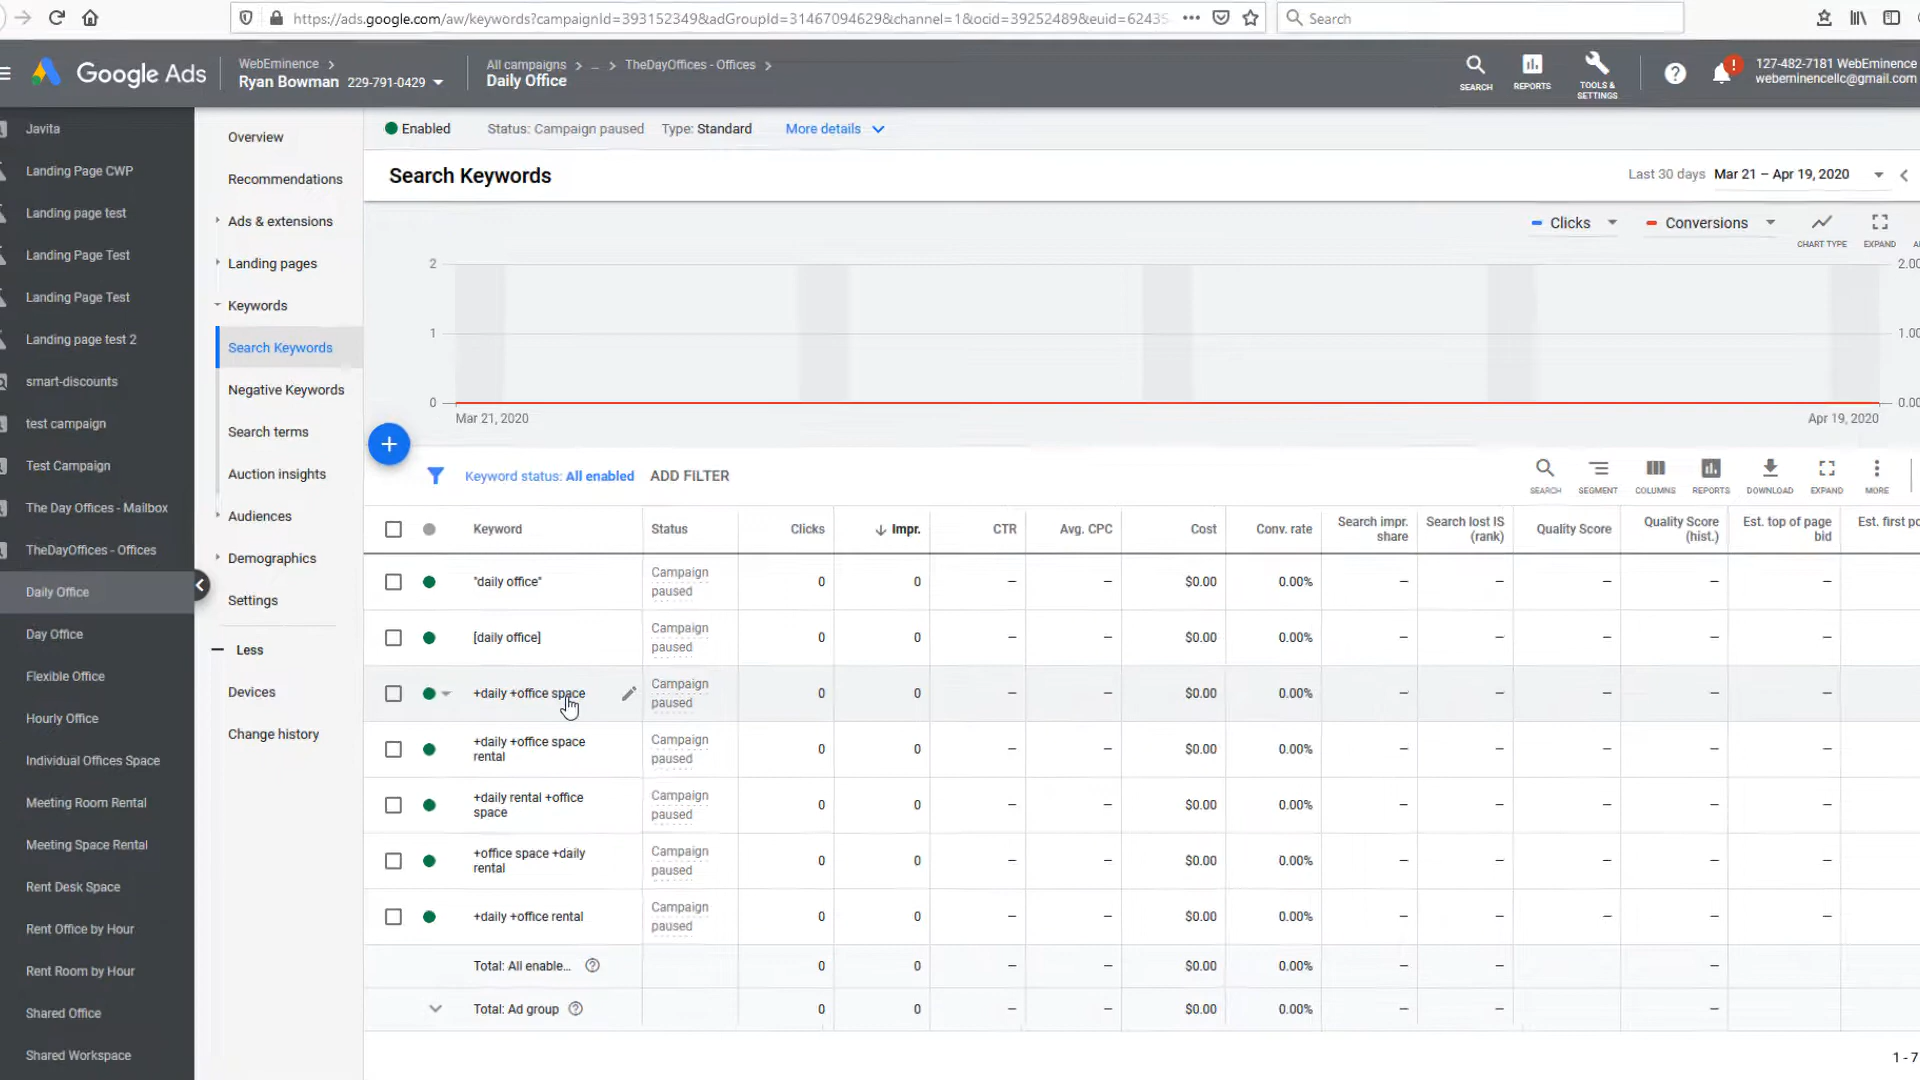 https://ads.google.com/aw/keywords?campaignId=393152349&adGroupId=31467094629&channel=1&ocid=39252489&euid=62435
Search
Google Ads
WebEminence
Ryan Bowman 229-791-0429
All campaigns > ... > TheDayOffices - Offices >
Daily Office
SEARCH
REPORTS
TOOLS & SETTINGS
127-482-7181 WebEminence
webeminencellc@gmail.com
Javita
Landing Page CWP
Landing page test
Landing Page Test
Landing Page Test
Landing page test 2
smart-discounts
test campaign
Test Campaign
The Day Offices - Mailbox
TheDayOffices - Offices
Daily Office
Day Office
Flexible Office
Hourly Office
Individual Offices Space
Meeting Room Rental
Meeting Space Rental
Rent Desk Space
Rent Office by Hour
Rent Room by Hour
Shared Office
Shared Workspace
Overview
Recommendations
Ads & extensions
Landing pages
Keywords
Search Keywords
Negative Keywords
Search terms
Auction insights
Audiences
Demographics
Settings
Less
Devices
Change history
Enabled Status: Campaign paused Type: Standard More details
Search Keywords
Last 30 days Mar 21 – Apr 19, 2020
Clicks Conversions
CHART TYPE EXPAND
2 2.00
1 1.00
0 0.00
Mar 21, 2020 Apr 19, 2020
Keyword status: All enabled ADD FILTER
SEARCH SEGMENT COLUMNS REPORTS DOWNLOAD EXPAND MORE
Keyword Status Clicks Impr. CTR Avg. CPC Cost Conv. rate Search impr. share Search lost IS (rank) Quality Score Quality Score (hist.) Est. top of page bid Est. first po
"daily office" Campaign paused 0 0 – – $0.00 0.00% – – – – –
[daily office] Campaign paused 0 0 – – $0.00 0.00% – – – – –
+daily +office space Campaign paused 0 0 – – $0.00 0.00% – – – – –
+daily +office space rental Campaign paused 0 0 – – $0.00 0.00% – – – – –
+daily rental +office space Campaign paused 0 0 – – $0.00 0.00% – – – – –
+office space +daily rental Campaign paused 0 0 – – $0.00 0.00% – – – – –
+daily +office rental Campaign paused 0 0 – – $0.00 0.00% – – – – –
Total: All enable... 0 0 – – $0.00 0.00% – – – –
Total: Ad group 0 0 – – $0.00 0.00% – – – –
1 - 7